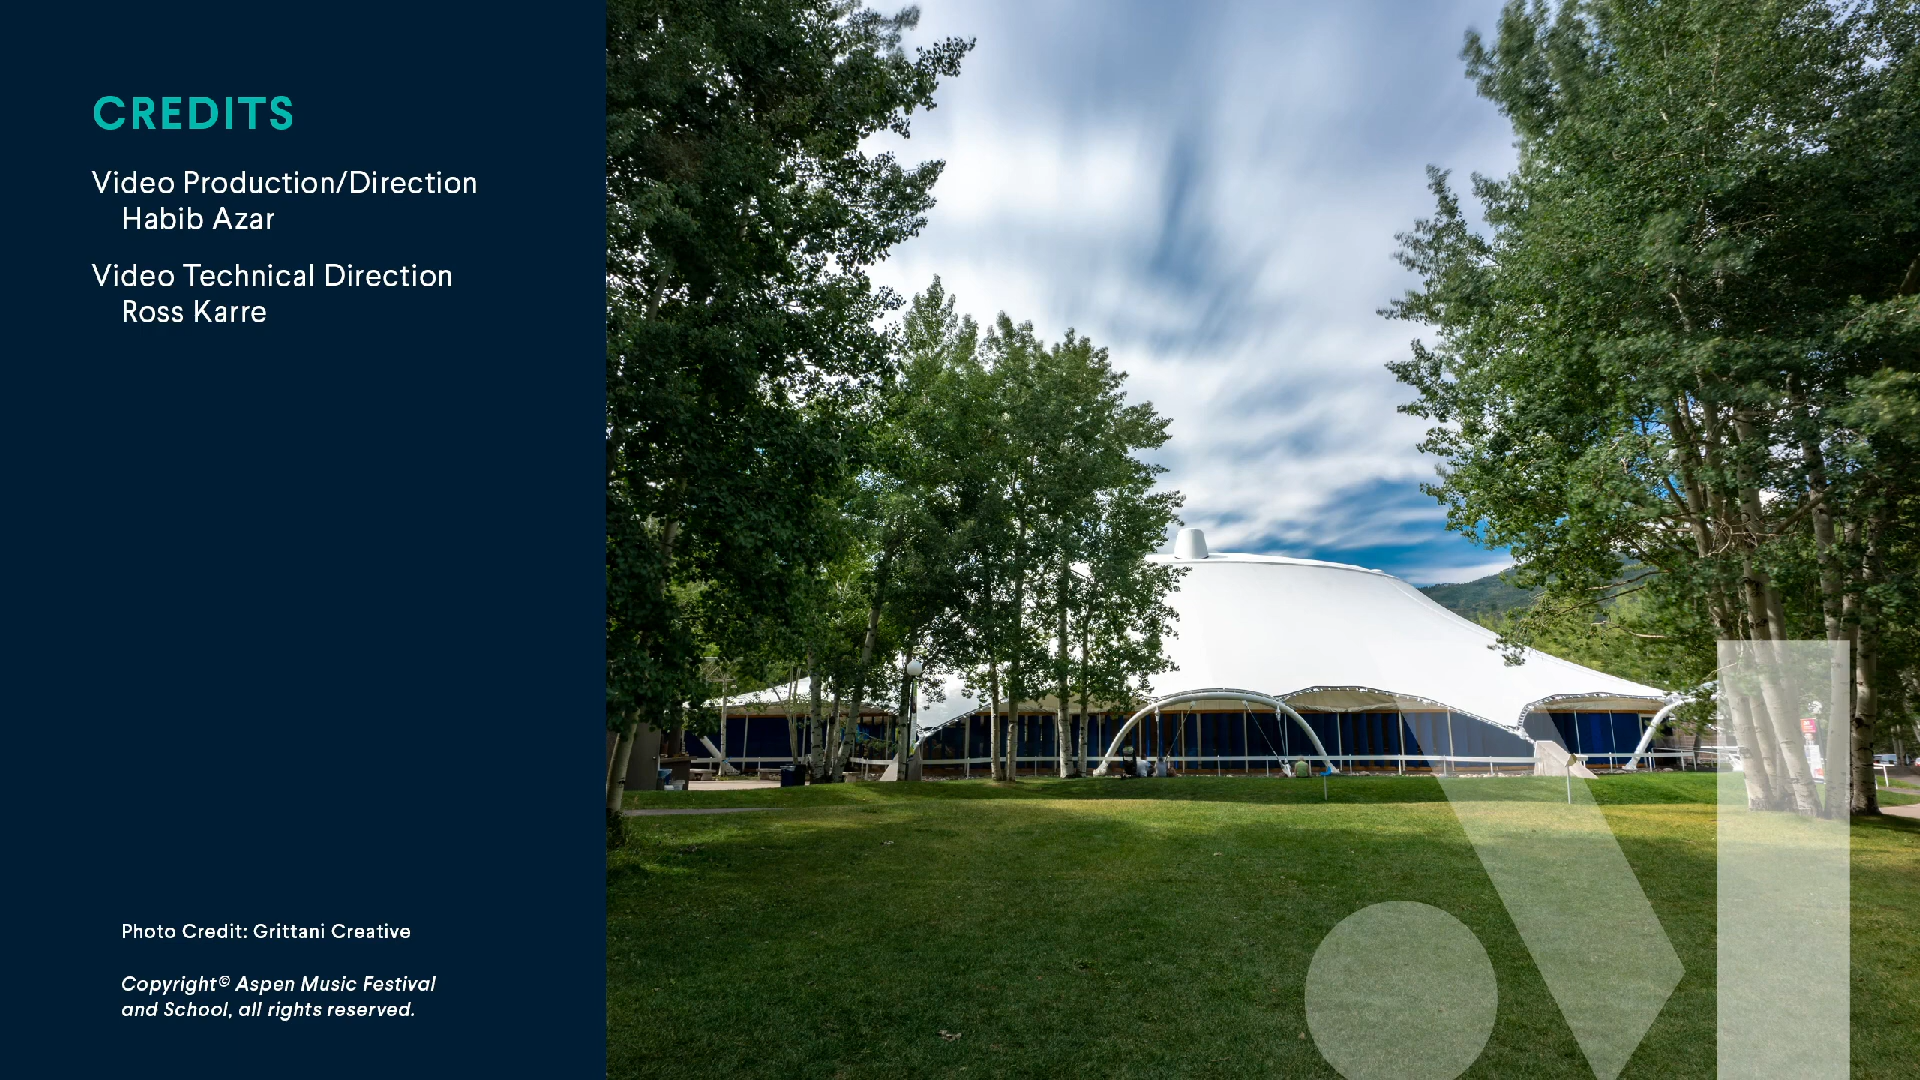 CREDITS
Video Production/Direction
Habib Azar
Video Technical Direction
Ross Karre
Photo Credit: Grittani Creative
Copyright© Aspen Music Festival
and School, all rights reserved.